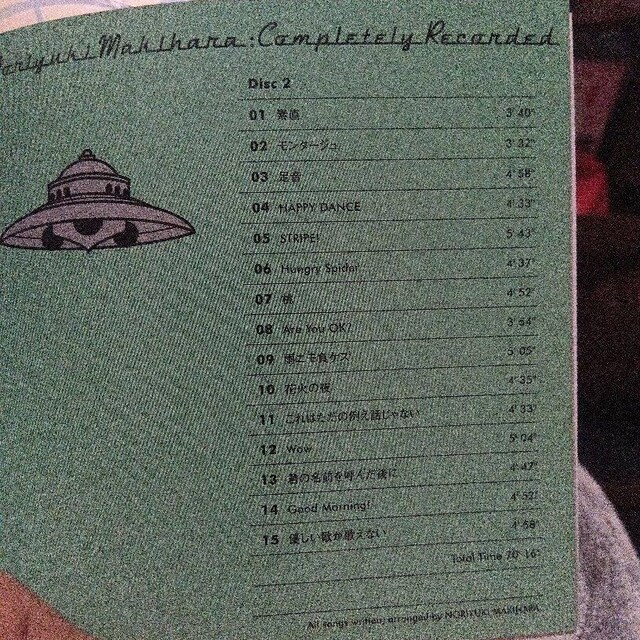 Noriyuki Makihara : Completely Recorded
Disc 2
01 素直 3' 40"
02 モンタージュ 3' 32"
03 足音 4' 58"
04 HAPPY DANCE 4' 33"
05 STRIPE! 5' 43"
06 Hungry Spider 4' 37"
07 桃 4' 52"
08 Are You OK? 3' 54"
09 雨ニモ負ケズ 5' 05"
10 花火の夜 4' 35"
11 これはただの例え話じゃない 4' 33"
12 Wow 5' 04"
13 君の名前を呼んだ後に 4' 47"
14 Good Morning! 4' 52"
15 優しい歌が歌えない 4' 58"
Total Time 70' 16"
All songs written, arranged by NORIYUKI MAKIHARA